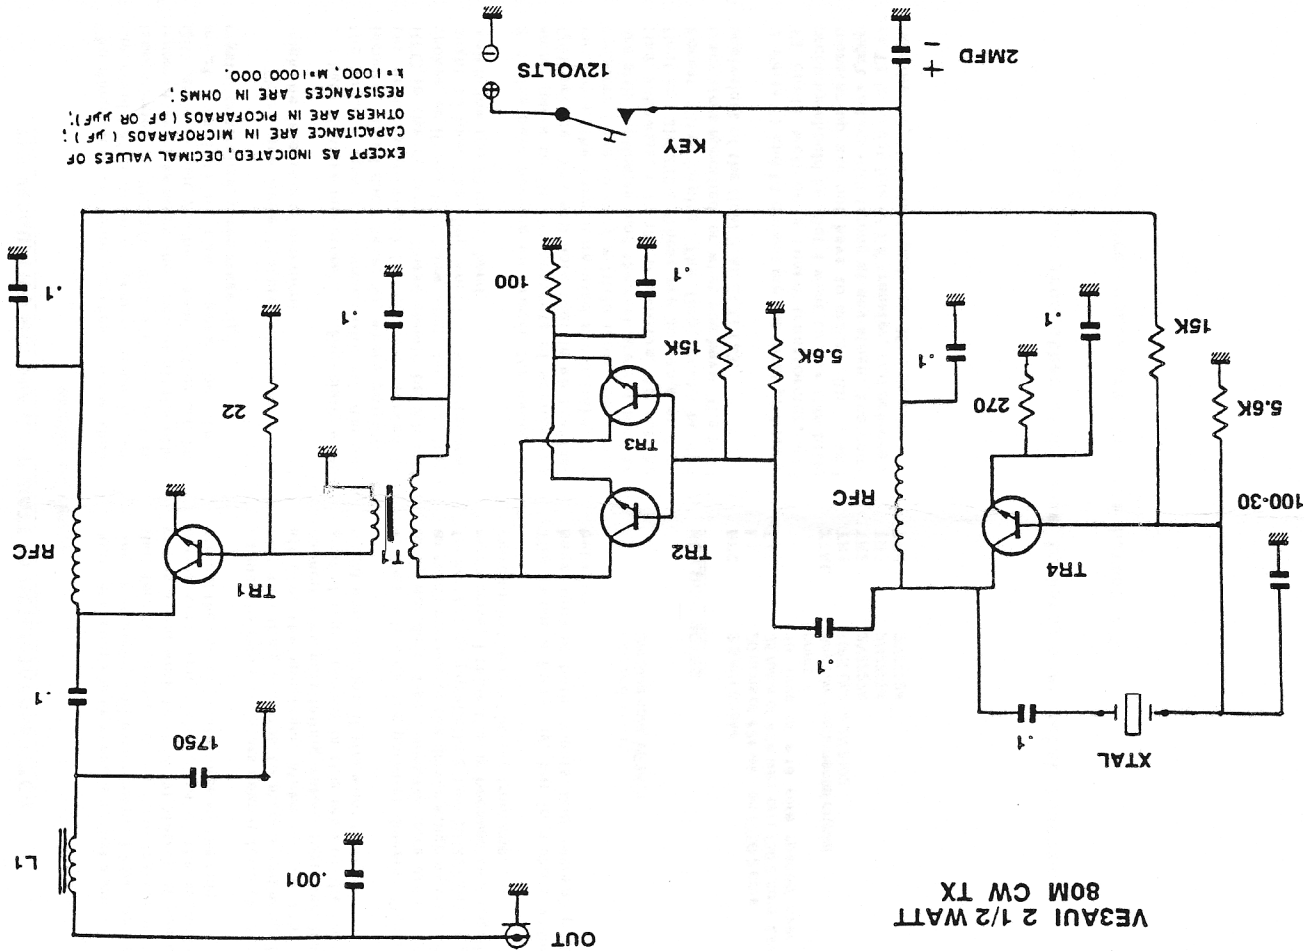 VE3AUI 2 1/2 WATT
80M CW TX
OUT
.001
L1
XTAL
.1
1750
.1
.1
100-30
TR4
RFC
TR2
T1
TR1
RFC
TR3
5.6K
15K
270
.1
.1
5.6K
15K
.1
100
.1
22
.1
KEY
12VOLTS
2MFD
+
−
+
−
EXCEPT AS INDICATED, DECIMAL VALUES OF
CAPACITANCE ARE IN MICROFARADS ( µF ) ;
OTHERS ARE IN PICOFARADS ( pF OR µµF);
RESISTANCES ARE IN OHMS;
k=1000, M=1000 000.